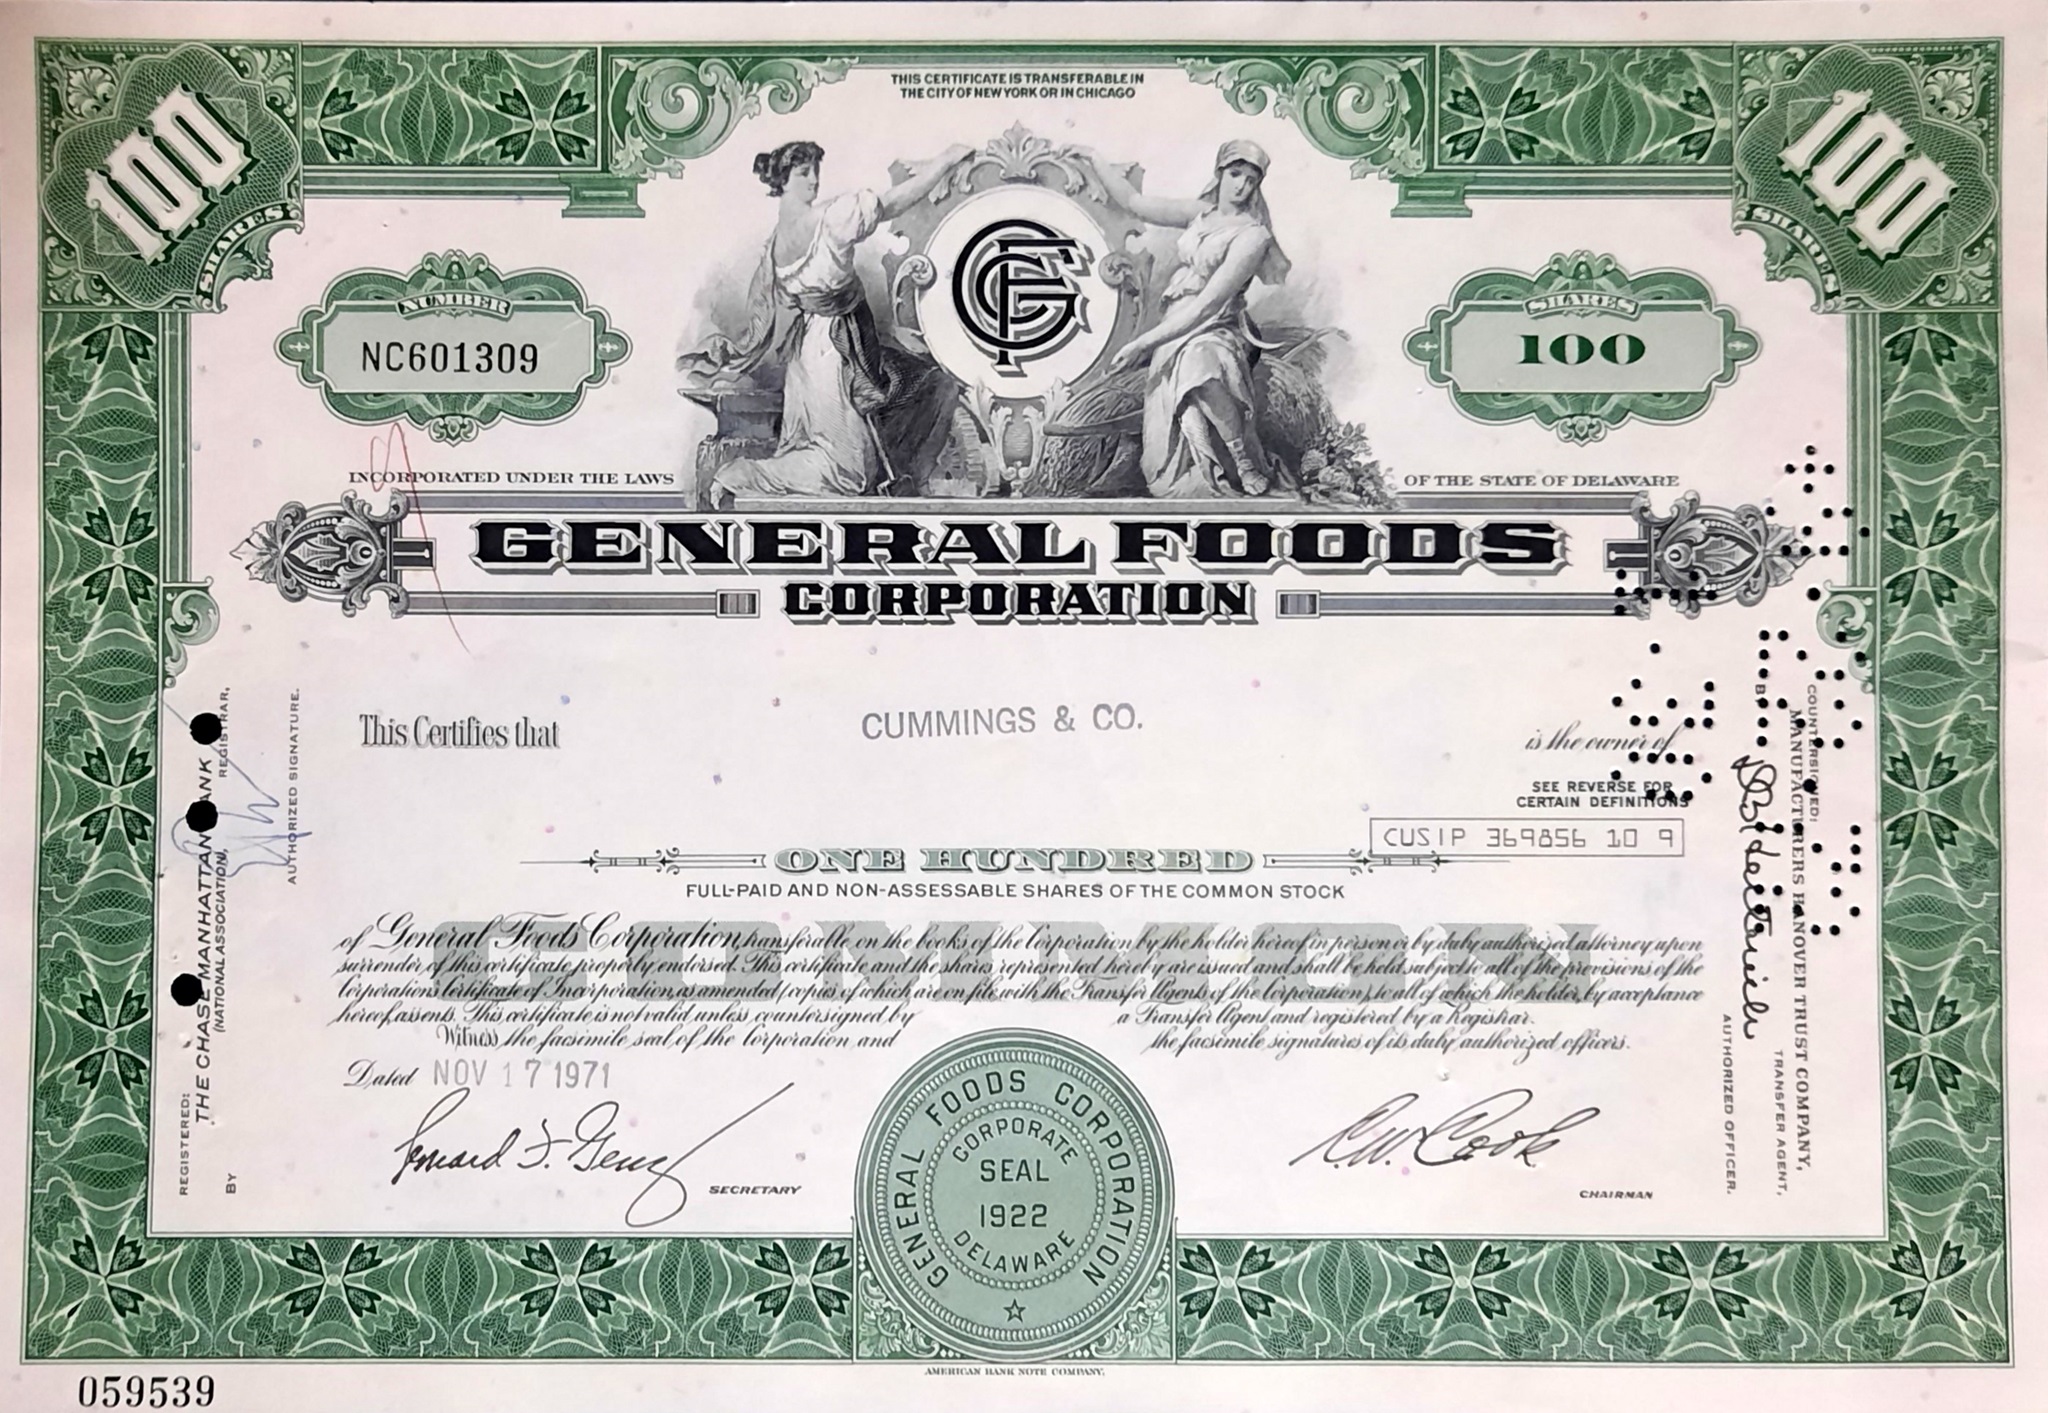 THIS CERTIFICATE IS TRANSFERABLE IN
THE CITY OF NEW YORK OR IN CHICAGO
100
SHARES
100
SHARES
NUMBER
NC601309
GF
SHARES
100
INCORPORATED UNDER THE LAWS
OF THE STATE OF DELAWARE
GENERAL FOODS
CORPORATION
This Certifies that
CUMMINGS & CO.
is the owner of
SEE REVERSE FOR
CERTAIN DEFINITIONS
CUSIP 369856 10 9
ONE HUNDRED
FULL-PAID AND NON-ASSESSABLE SHARES OF THE COMMON STOCK
COMMON
of General Foods Corporation, transferable on the books of the Corporation by the holder hereof in person or by duly authorized attorney upon
surrender of this certificate properly endorsed. This certificate and the shares represented hereby are issued and shall be held subject to all of the provisions of the
Corporation's Certificate of Incorporation, as amended (copies of which are on file with the Transfer Agents of the Corporation), to all of which the holder, by acceptance
hereof, assents. This certificate is not valid unless countersigned by a Transfer Agent and registered by a Registrar.
Witness the facsimile seal of the Corporation and the facsimile signatures of its duly authorized officers.
Dated NOV 17 1971
SECRETARY
C.W. Cook
CHAIRMAN
GENERAL FOODS CORPORATION
CORPORATE
SEAL
1922
DELAWARE
REGISTERED:
THE CHASE MANHATTAN BANK
(NATIONAL ASSOCIATION),
REGISTRAR,
BY
AUTHORIZED SIGNATURE.
COUNTERSIGNED:
MANUFACTURERS HANOVER TRUST COMPANY,
TRANSFER AGENT,
BY
AUTHORIZED OFFICER.
AMERICAN BANK NOTE COMPANY.
059539